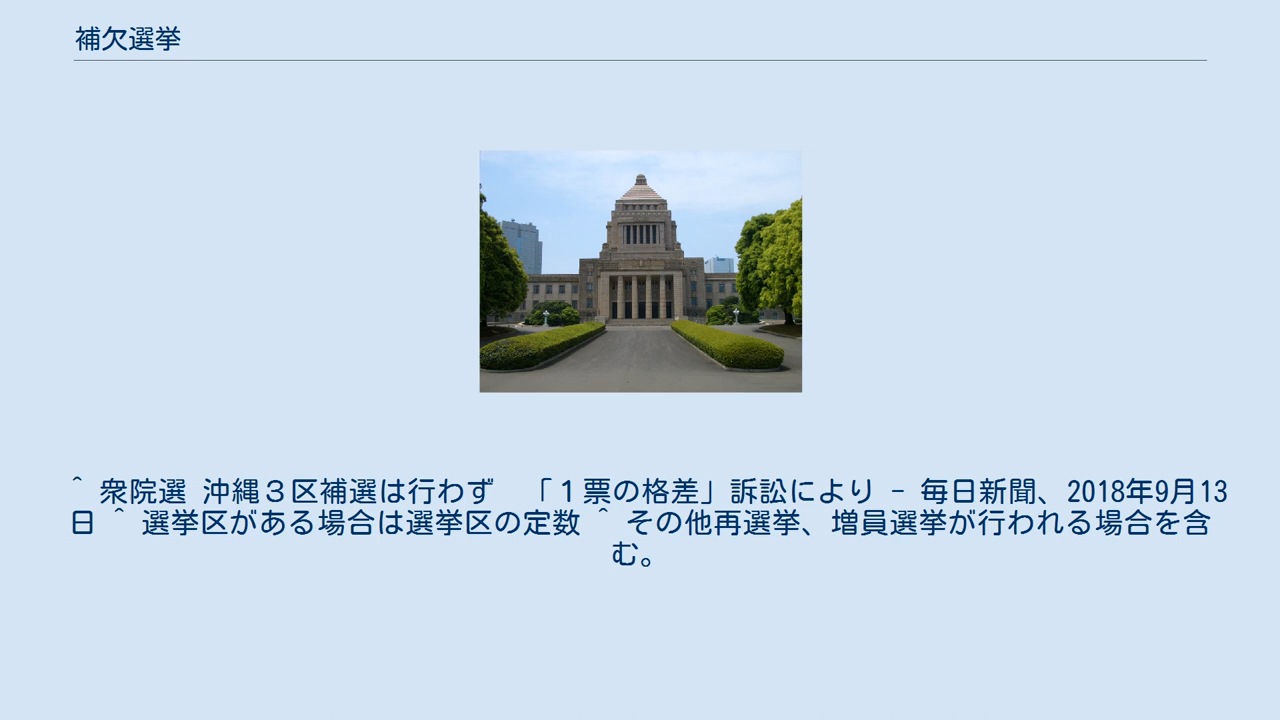 補欠選挙
^ 衆院選 沖縄３区補選は行わず　「１票の格差」訴訟により - 毎日新聞、2018年9月13
日 ^ 選挙区がある場合は選挙区の定数 ^ その他再選挙、増員選挙が行われる場合を含
む。